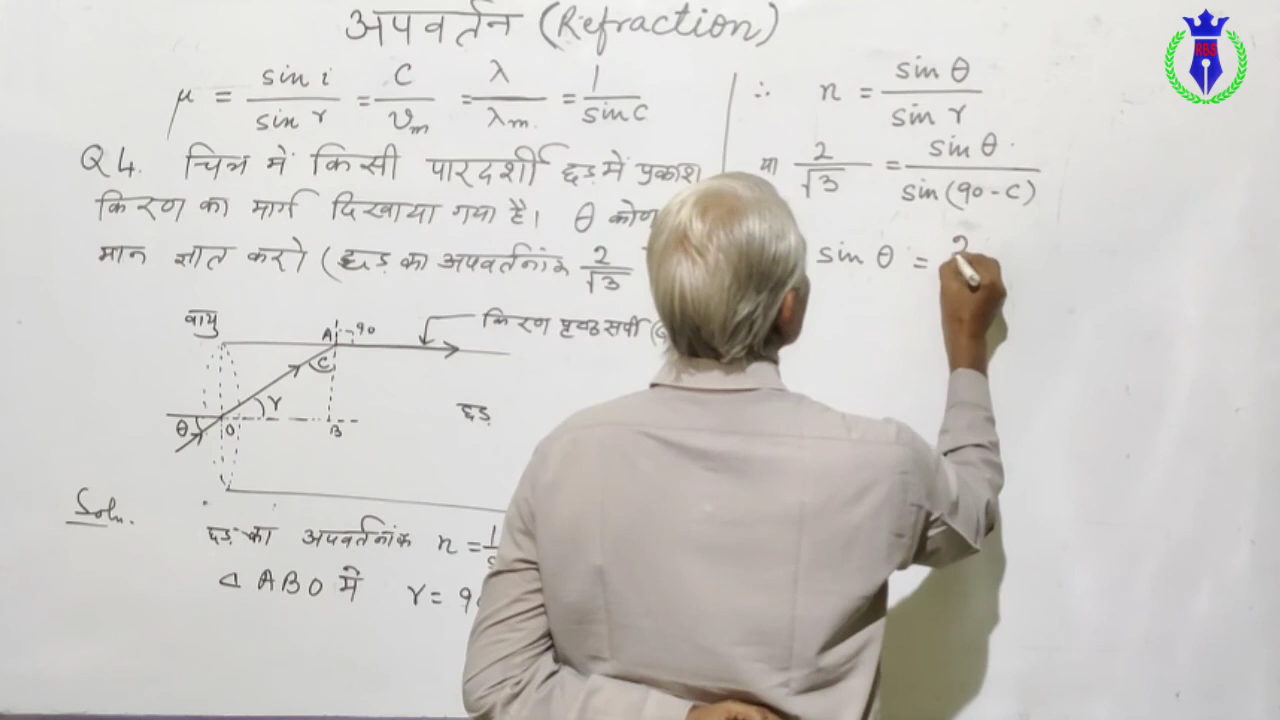 अपवर्तन (Refraction)
μ = sin i / sin r = C / v_m = λ / λ_m = 1 / sin C
Q4. चित्र में किसी पारदर्शी छड़ में प्रकाश
किरण का मार्ग दिखाया गया है। θ कोण
मान ज्ञात करो (छड़ का अपवर्तनांक 2/√3
वायु
A 90
किरण पृष्ठसर्पी
C
r
θ O B
छड़
Soln.
छड़ का अपवर्तनांक n = 1
△ ABO में r = 9
∴ n = sin θ / sin r
या 2/√3 = sin θ / sin (90 - C)
sin θ = 2
RBS